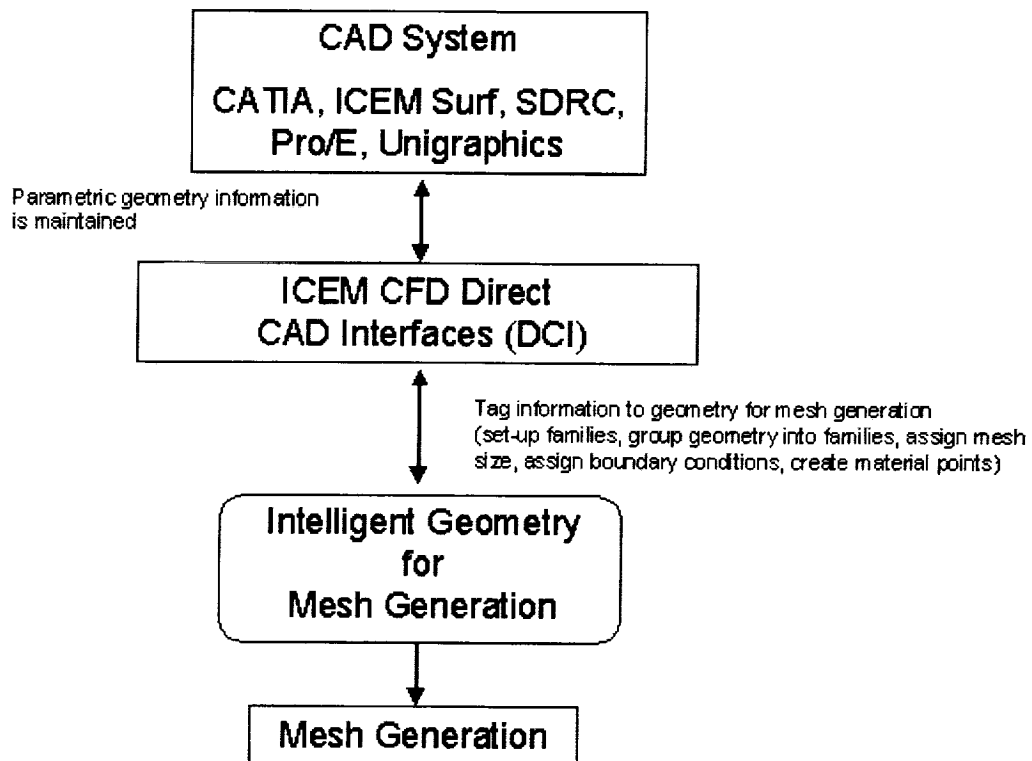 CAD System
CATIA, ICEM Surf, SDRC,
Pro/E, Unigraphics
Parametric geometry information
is maintained
ICEM CFD Direct
CAD Interfaces (DCI)
Tag information to geometry for mesh generation
(set-up families, group geometry into families, assign mesh
size, assign boundary conditions, create material points)
Intelligent Geometry
for
Mesh Generation
Mesh Generation